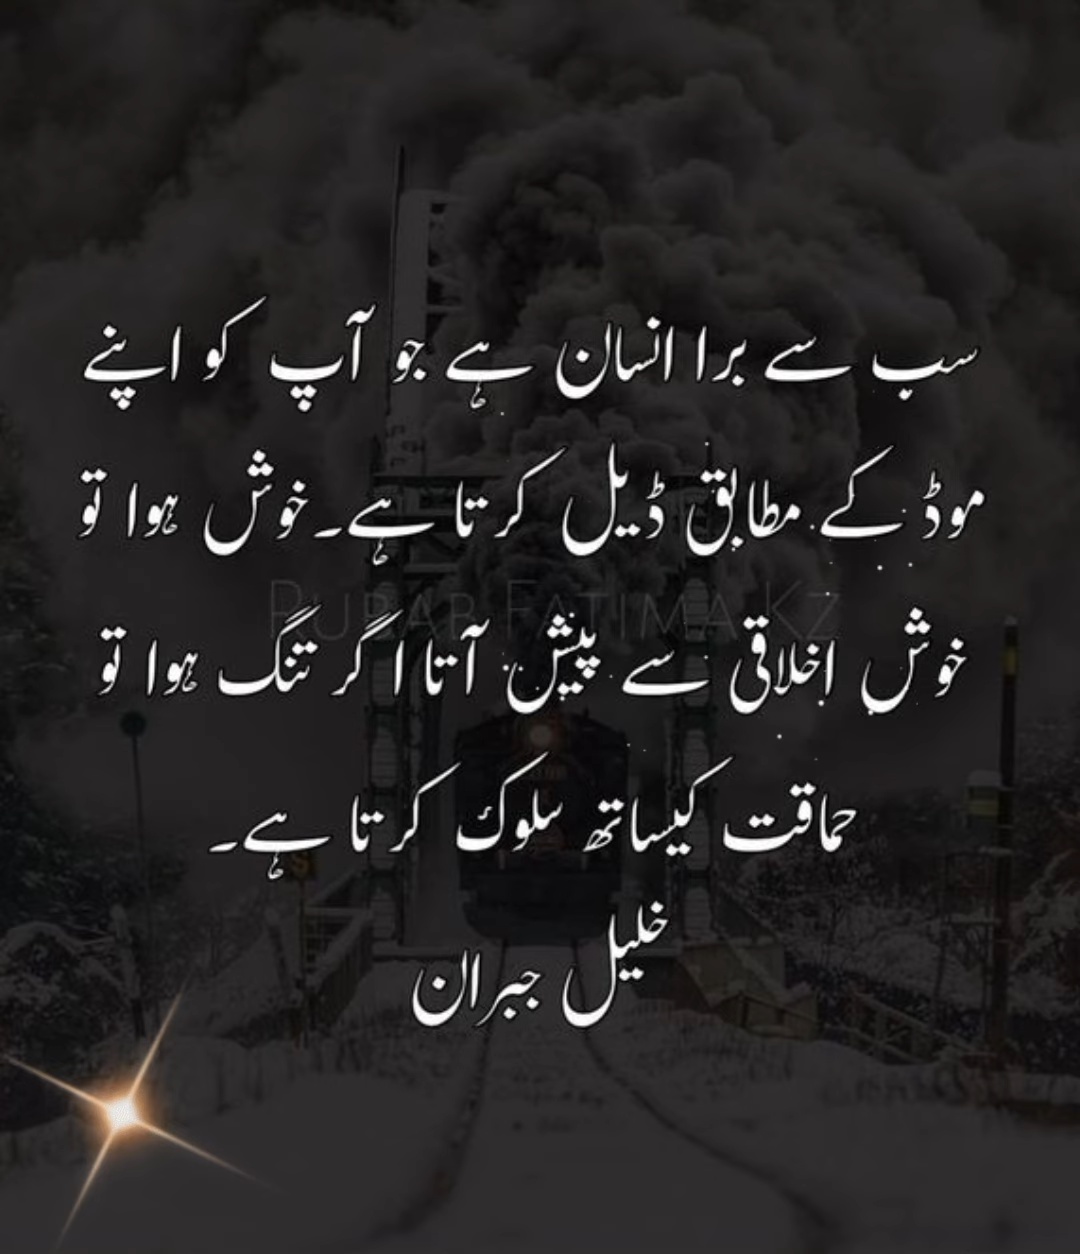 سب سے برا انسان ہے جو آپ کو اپنے
موڈ کے مطابق ڈیل کرتا ہے۔خوش ہوا تو
خوش اخلاقی سے پیش آتا اگر تنگ ہوا تو
حماقت کیساتھ سلوک کرتا ہے۔
خلیل جبران